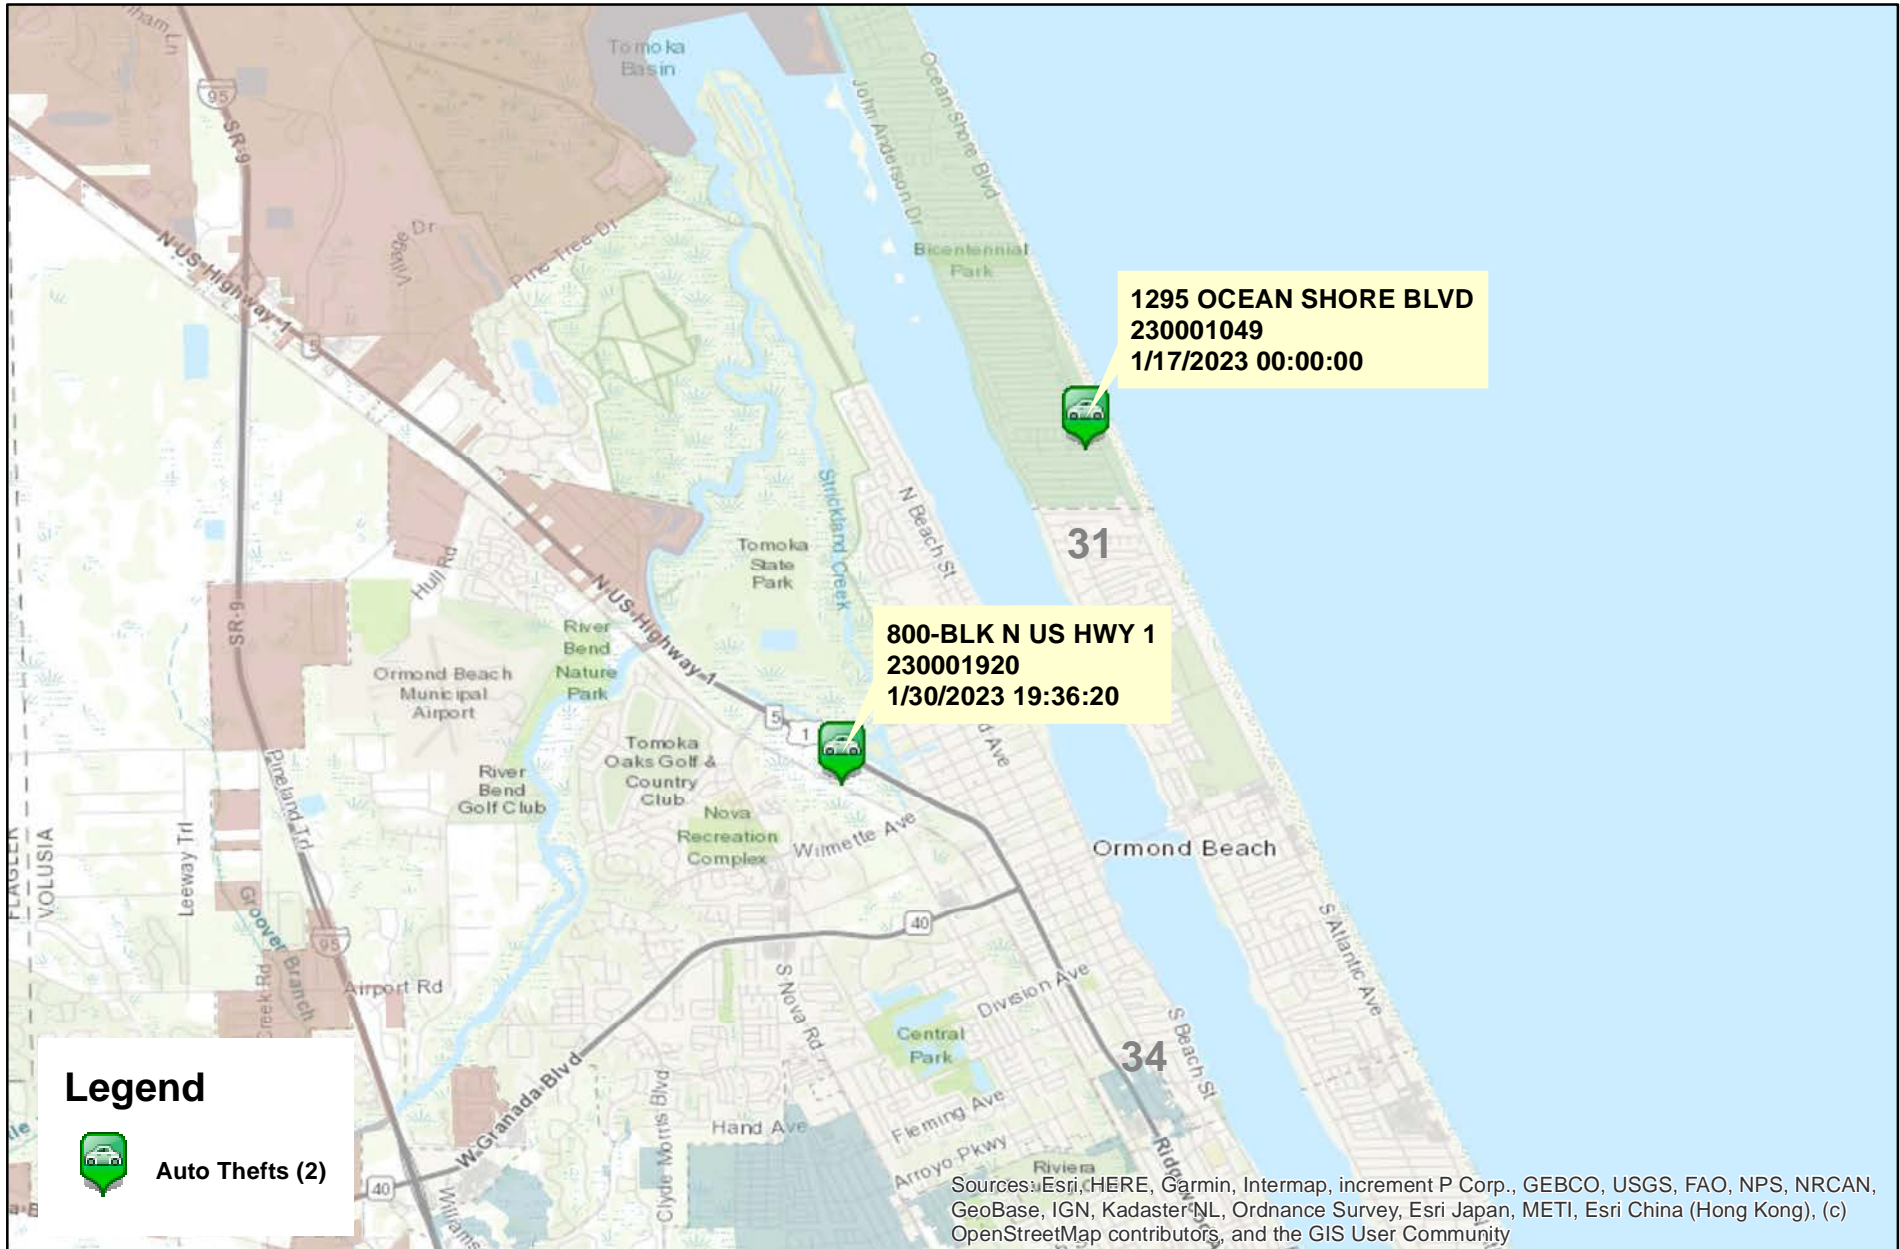 Tomoka
Basin
95
SR-9
Ocean Shore Blvd
John Anderson Dr
Village Dr
Pine Tree Dr
N US Highway 1
5
Bicentennial
Park
1295 OCEAN SHORE BLVD
230001049
1/17/2023 00:00:00
31
N Beach St
Strickland Creek
Tomoka
State
Park
Hull Rd
N US Highway 1
SR-9
River
Bend
Nature
Park
Ormond Beach
Municipal
Airport
800-BLK N US HWY 1
230001920
1/30/2023 19:36:20
5
1
Ave
Tomoka
Oaks Golf &
Country
Club
River
Bend
Golf Club
Nova
Recreation
Complex
Wilmette Ave
Pineland Trl
Leeway Trl
FLAGLER
VOLUSIA
Ormond Beach
Groover Branch
95
Creek Rd
Airport Rd
40
S Nova Rd
Division Ave
S Atlantic Ave
Central
Park
34
S Beach St
Fleming Ave
Hand Ave
Arroyo Pkwy
Riviera
W Granada Blvd
Clyde Morris Blvd
40
Williams
Legend
Auto Thefts (2)
Sources: Esri, HERE, Garmin, Intermap, increment P Corp., GEBCO, USGS, FAO, NPS, NRCAN,
GeoBase, IGN, Kadaster NL, Ordnance Survey, Esri Japan, METI, Esri China (Hong Kong), (c)
OpenStreetMap contributors, and the GIS User Community